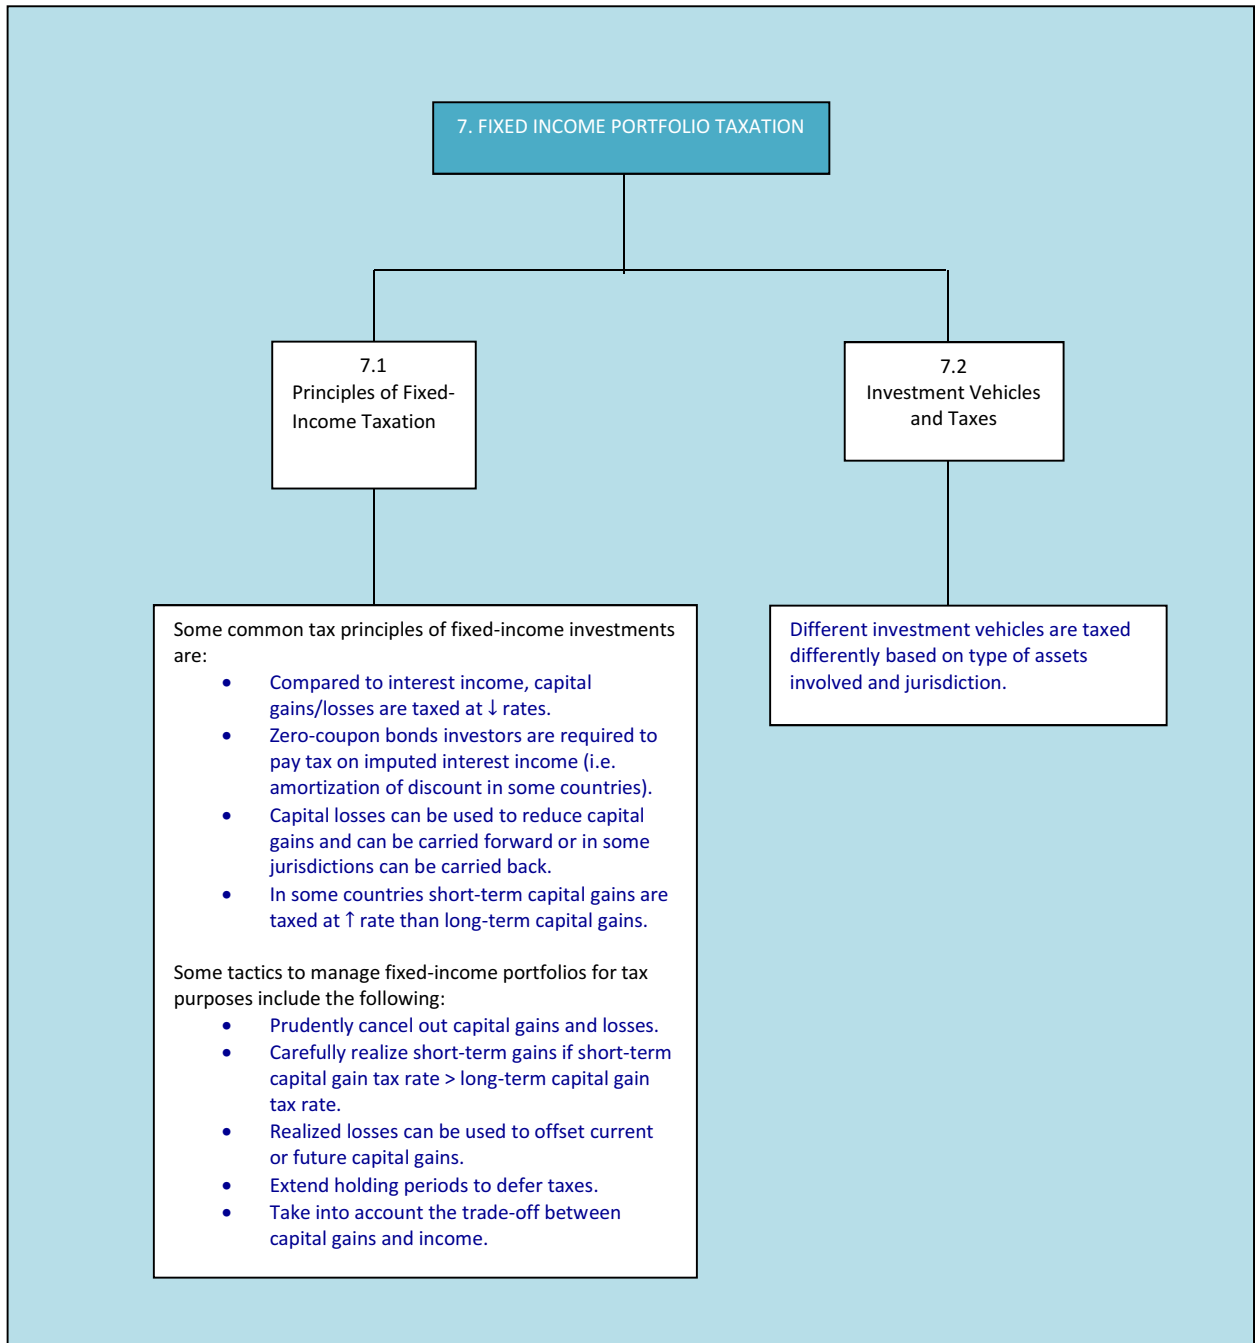 7. FIXED INCOME PORTFOLIO TAXATION
7.1
Principles of Fixed-
Income Taxation
7.2
Investment Vehicles
and Taxes
Some common tax principles of fixed-income investments
are:
• Compared to interest income, capital
gains/losses are taxed at ↓ rates.
• Zero-coupon bonds investors are required to
pay tax on imputed interest income (i.e.
amortization of discount in some countries).
• Capital losses can be used to reduce capital
gains and can be carried forward or in some
jurisdictions can be carried back.
• In some countries short-term capital gains are
taxed at ↑ rate than long-term capital gains.
Some tactics to manage fixed-income portfolios for tax
purposes include the following:
• Prudently cancel out capital gains and losses.
• Carefully realize short-term gains if short-term
capital gain tax rate > long-term capital gain
tax rate.
• Realized losses can be used to offset current
or future capital gains.
• Extend holding periods to defer taxes.
• Take into account the trade-off between
capital gains and income.
Different investment vehicles are taxed
differently based on type of assets
involved and jurisdiction.